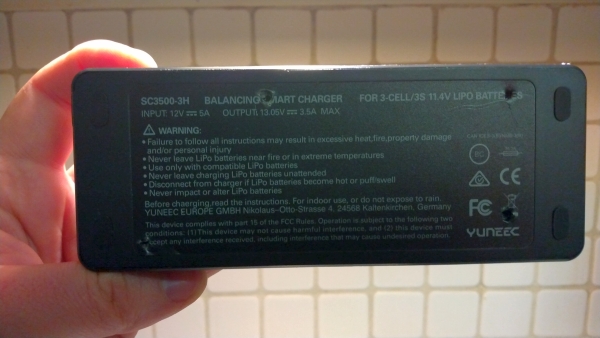 SC3500-3H BALANCING SMART CHARGER FOR 3-CELL/3S 11.4V LIPO BATTERIES
INPUT: 12V ⎓ 5A OUTPUT: 13.05V ⎓ 3.5A MAX
WARNING:
• Failure to follow all instructions may result in excessive heat,fire,property damage
and/or personal injury
• Never leave LiPo batteries near fire or in extreme temperatures
• Use only with compatible LiPo batteries
• Never leave charging LiPo batteries unattended
• Disconnect from charger if LiPo batteries become hot or puff/swell
• Never impact or alter LiPo batteries
Before charging,read the instructions. For indoor use, or do not expose to rain.
YUNEEC EUROPE GMBH Nikolaus-Otto-Strasse 4, 24568 Kaltenkirchen, Germany
This device complies with part 15 of the FCC Rules. Operation is subject to the following two
conditions: (1) This device may not cause harmful interference, and (2) this device must
accept any interference received, including interference that may cause undesired operation.
CE
FC
YUNEEC